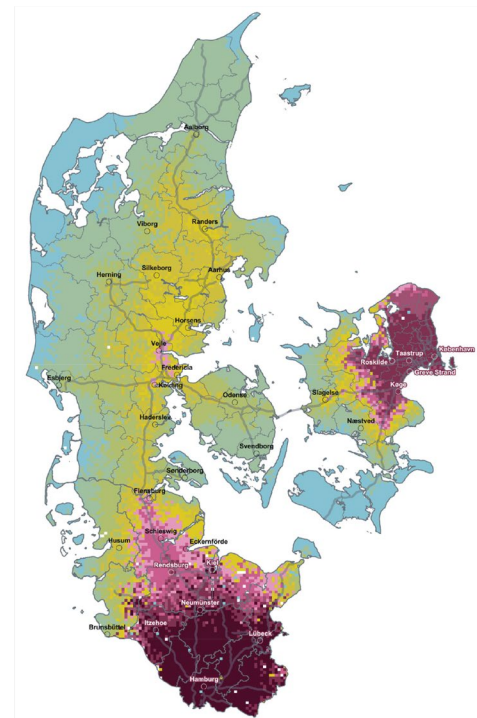 Aalborg
Viborg
Randers
Herning
Silkeborg
Aarhus
Horsens
Vejle
Fredericia
Kolding
Esbjerg
Odense
Haderslev
Svendborg
Sønderborg
Slagelse
Næstved
Roskilde
Taastrup
København
Greve Strand
Køge
Flensburg
Schleswig
Eckernförde
Husum
Rendsburg
Kiel
Neumünster
Brunsbüttel
Itzehoe
Lübeck
Hamburg